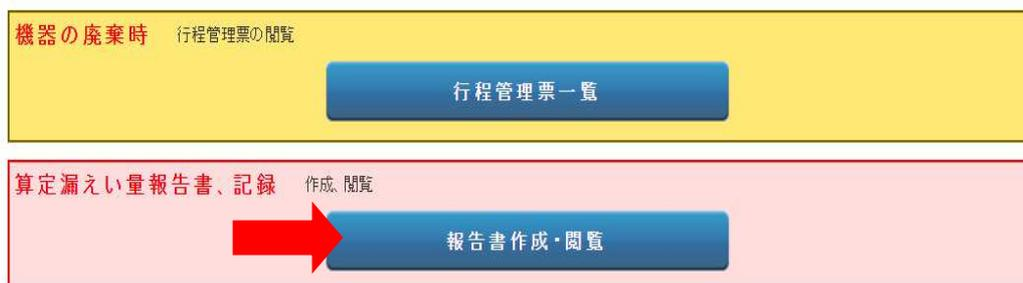 機器の廃棄時 行程管理票の閲覧
行程管理票一覧
算定漏えい量報告書、記録 作成、閲覧
報告書作成・閲覧